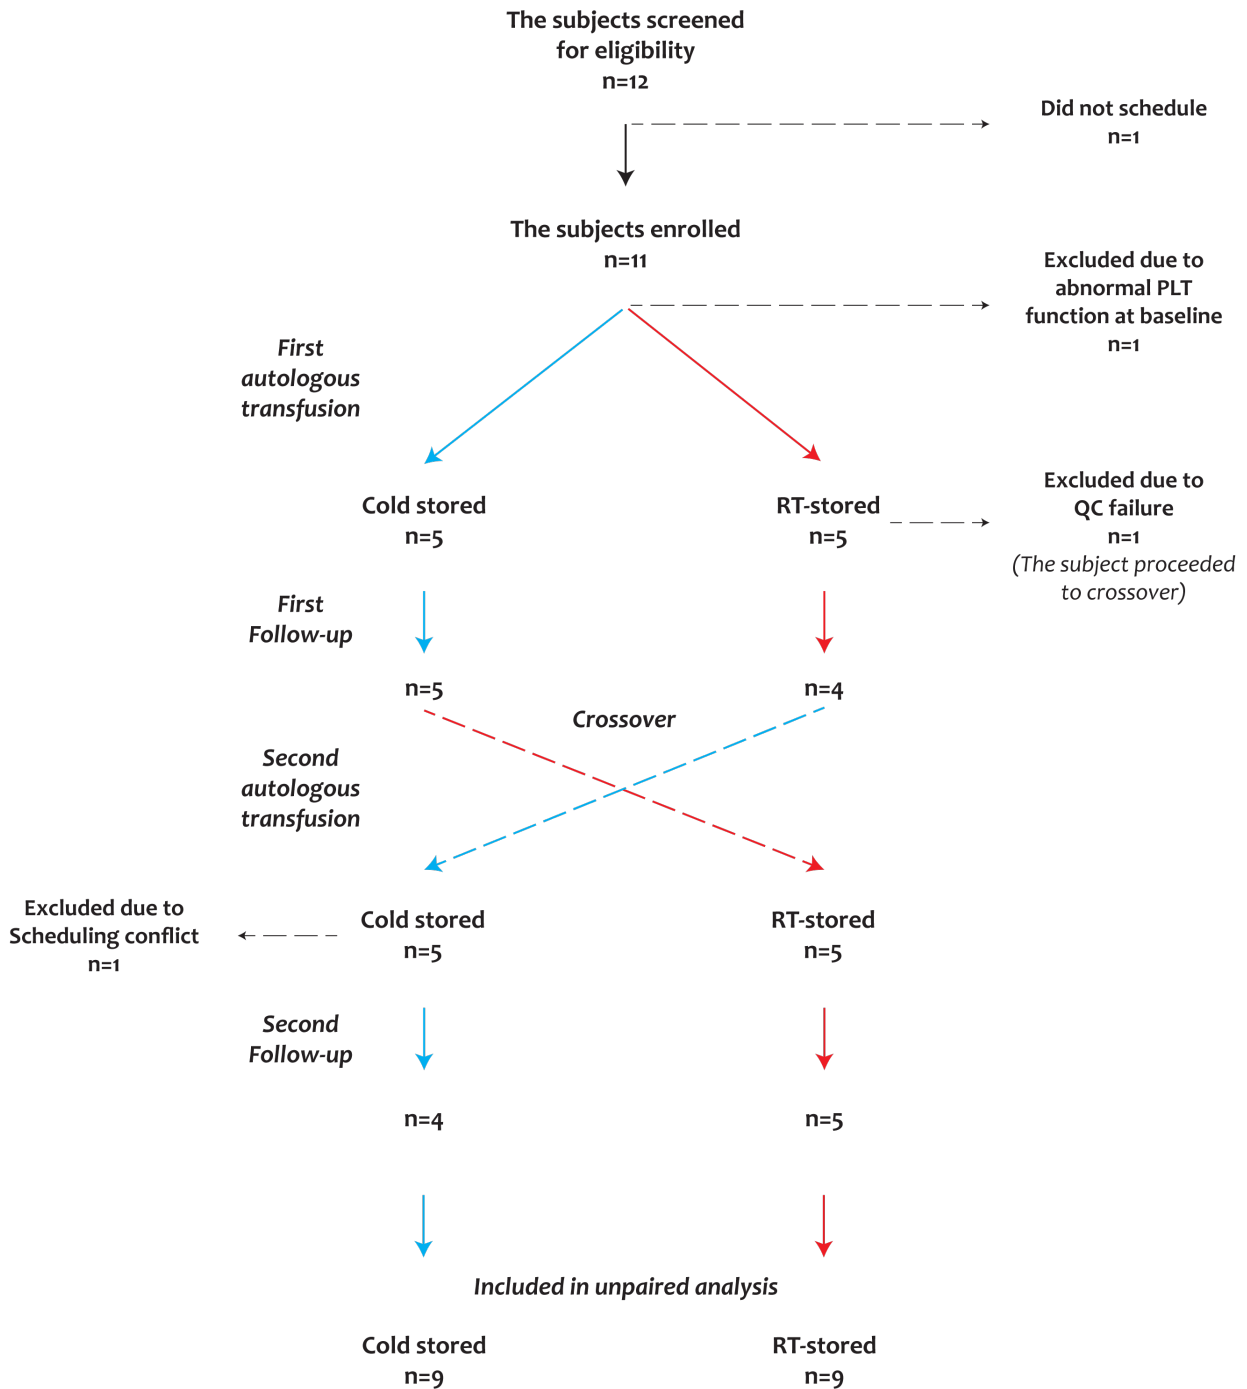 The subjects screened
for eligibility
n=12
Did not schedule
n=1
The subjects enrolled
n=11
Excluded due to
abnormal PLT
function at baseline
n=1
First
autologous
transfusion
Cold stored
n=5
RT-stored
n=5
Excluded due to
QC failure
n=1
(The subject proceeded
to crossover)
First
Follow-up
n=5
n=4
Crossover
Second
autologous
transfusion
Excluded due to
Scheduling conflict
n=1
Cold stored
n=5
RT-stored
n=5
Second
Follow-up
n=4
n=5
Included in unpaired analysis
Cold stored
n=9
RT-stored
n=9